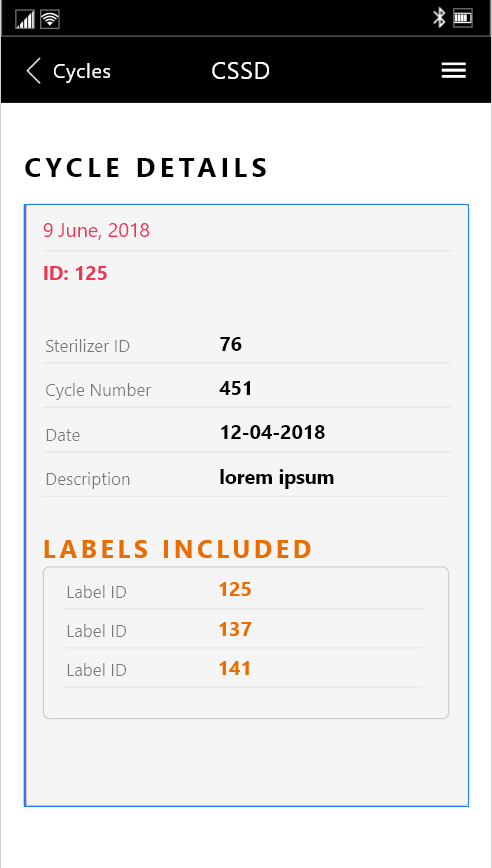 Cycles CSSD
CYCLE DETAILS
9 June, 2018
ID: 125
Sterilizer ID 76
Cycle Number 451
Date 12-04-2018
Description lorem ipsum
LABELS INCLUDED
Label ID 125
Label ID 137
Label ID 141